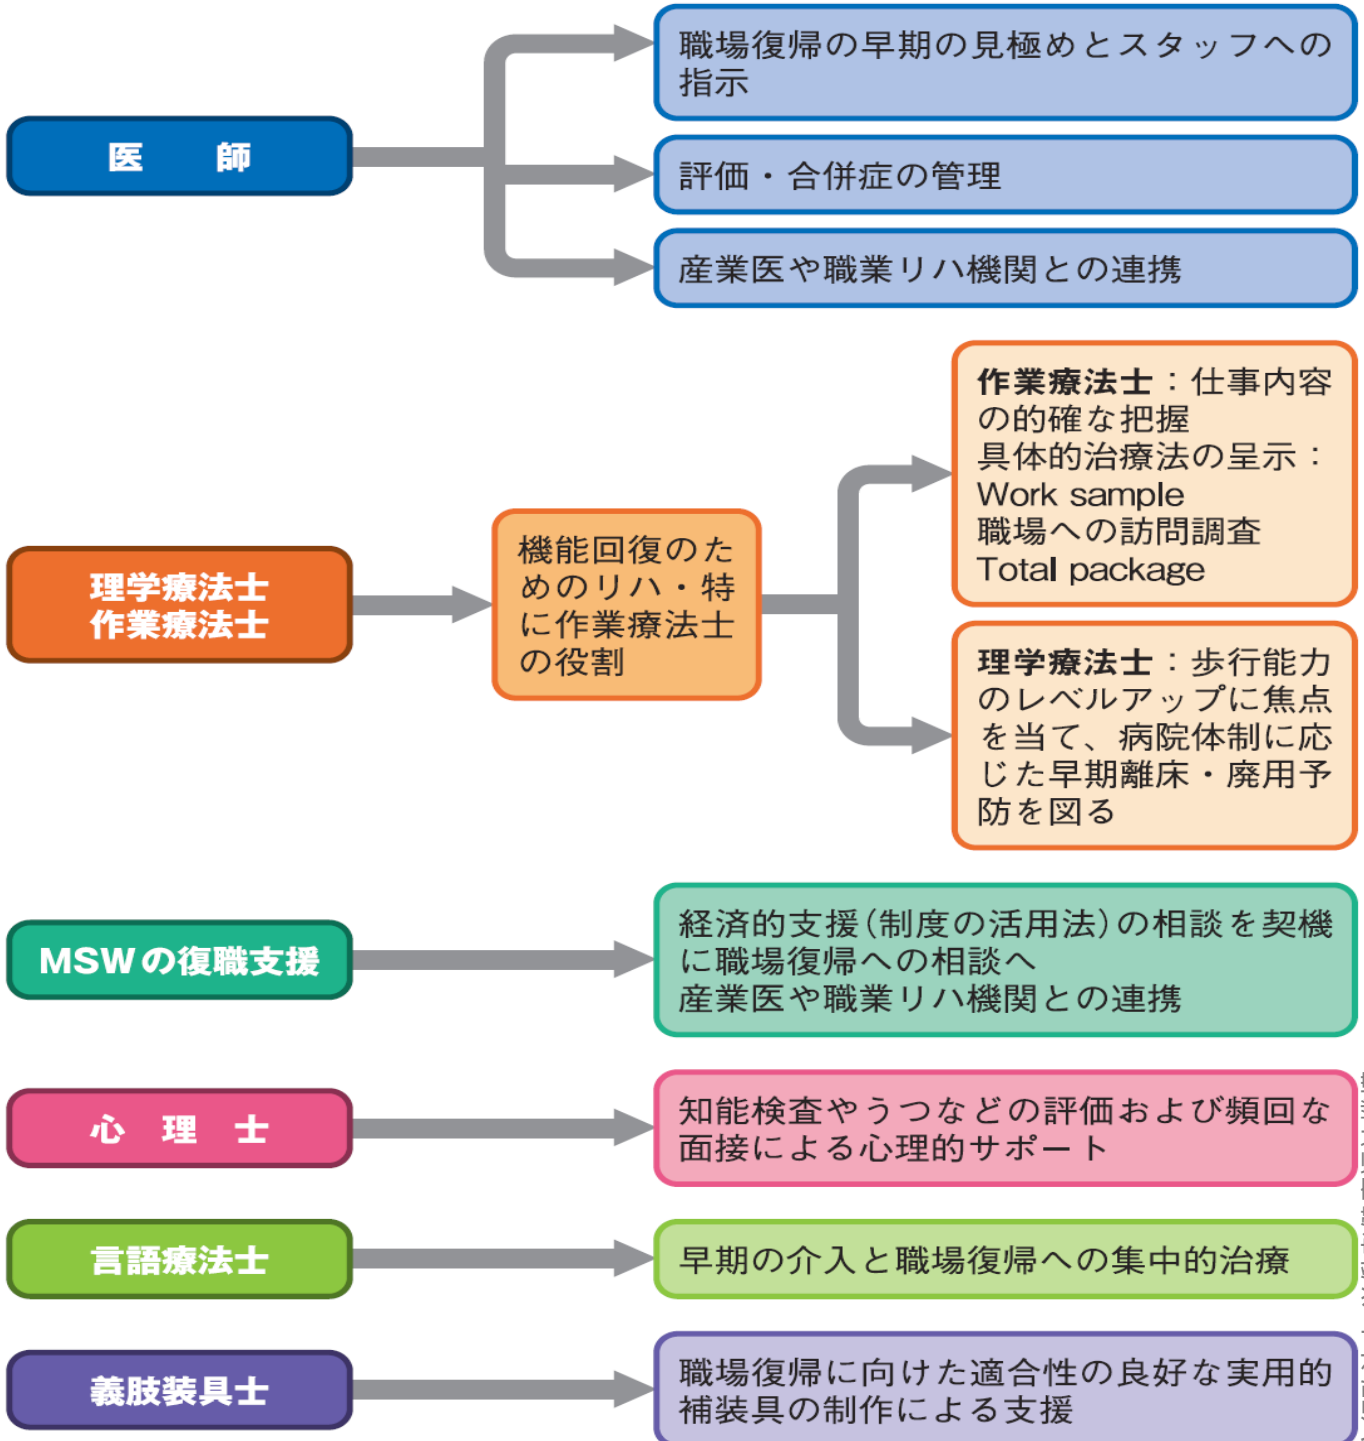 医　師
職場復帰の早期の見極めとスタッフへの
指示
評価・合併症の管理
産業医や職業リハ機関との連携
理学療法士
作業療法士
機能回復のた
めのリハ・特
に作業療法士
の役割
作業療法士：仕事内容
の的確な把握
具体的治療法の呈示：
Work sample
職場への訪問調査
Total package
理学療法士：歩行能力
のレベルアップに焦点
を当て、病院体制に応
じた早期離床・廃用予
防を図る
MSWの復職支援
経済的支援（制度の活用法）の相談を契機
に職場復帰への相談へ
産業医や職業リハ機関との連携
心　理　士
知能検査やうつなどの評価および頻回な
面接による心理的サポート
言語療法士
早期の介入と職場復帰への集中的治療
義肢装具士
職場復帰に向けた適合性の良好な実用的
補装具の制作による支援